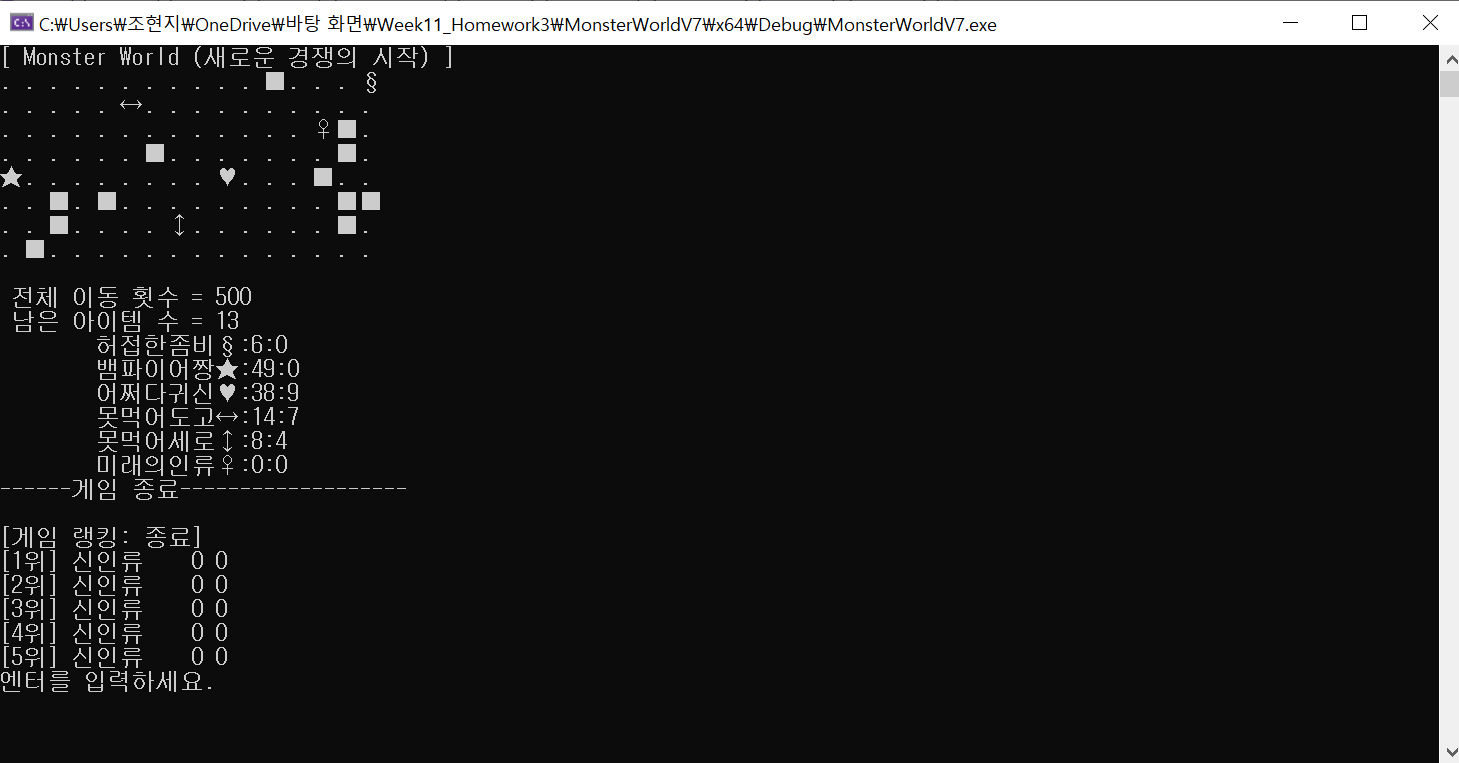 C:\Users\조현지\OneDrive\바탕 화면\Week11_Homework3\MonsterWorldV7\x64\Debug\MonsterWorldV7.exe
[ Monster World (새로운 경쟁의 시작) ]
. . . . . . . . . . . ■. . . §
. . . . . ↔. . . . . . . . . .
. . . . . . . . . . . . . ♀■.
. . . . . . ■. . . . . . . ■.
★. . . . . . . . ♥. . . ■. .
. . ■. ■. . . . . . . . . ■■
. . ■. . . . ↕. . . . . . ■.
. ■. . . . . . . . . . . . . .
전체 이동 횟수 = 500
남은 아이템 수 = 13
허접한좀비§:6:0
뱀파이어짱★:49:0
어쩌다귀신♥:38:9
못먹어도고↔:14:7
못먹어세로↕:8:4
미래의인류♀:0:0
------게임 종료-------------------
[게임 랭킹: 종료]
[1위] 신인류    0 0
[2위] 신인류    0 0
[3위] 신인류    0 0
[4위] 신인류    0 0
[5위] 신인류    0 0
엔터를 입력하세요.